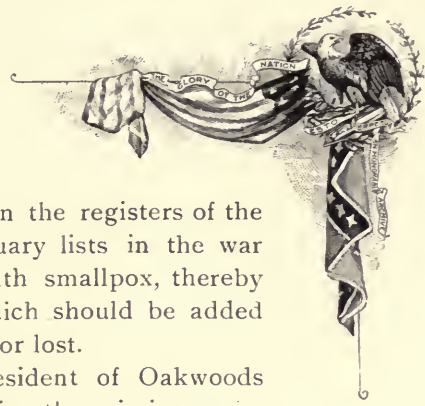 THE GLORY OF THE NATION
n the registers of the
uary lists in the war
th smallpox, thereby
hich should be added
or lost.
esident of Oakwoods